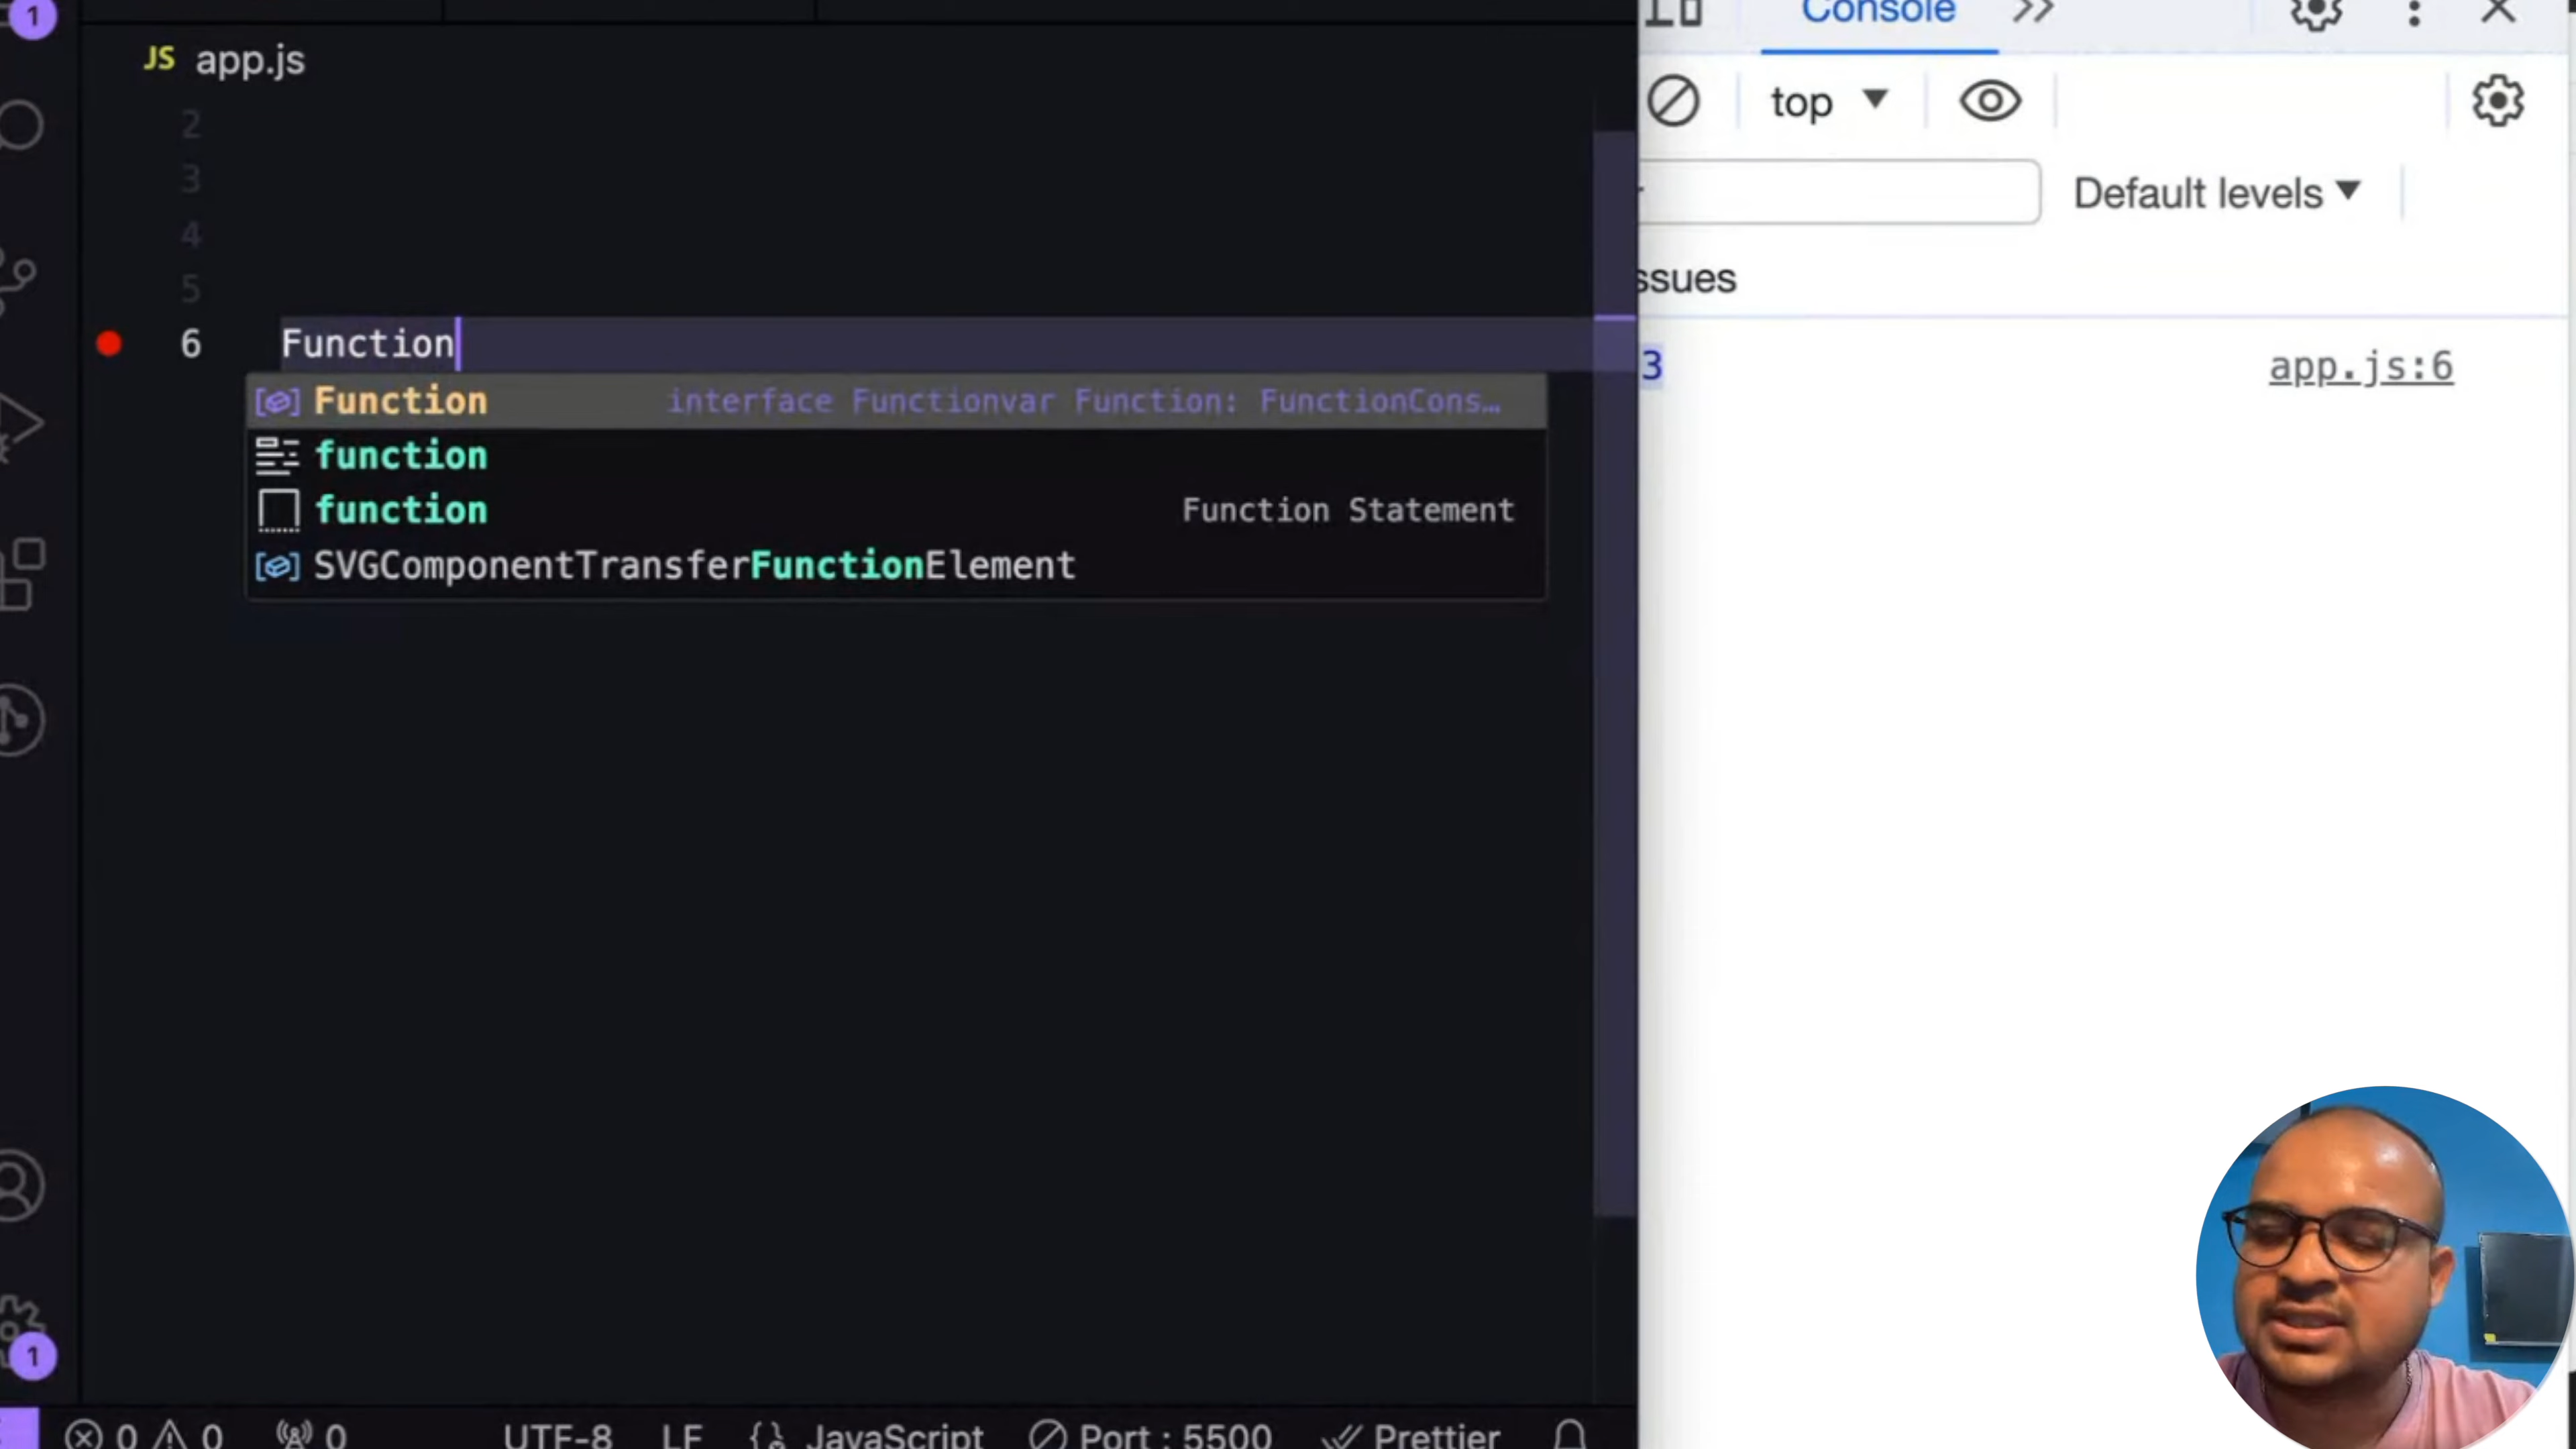 1
JS app.js
2
3
4
5
6 Function
Function interface Functionvar Function: FunctionCons…
function
function Function Statement
SVGComponentTransferFunctionElement
1
0 0 0 UTF-8 LF JavaScript Port : 5500 Prettier
Console
top
Default levels
ssues
3 app.js:6